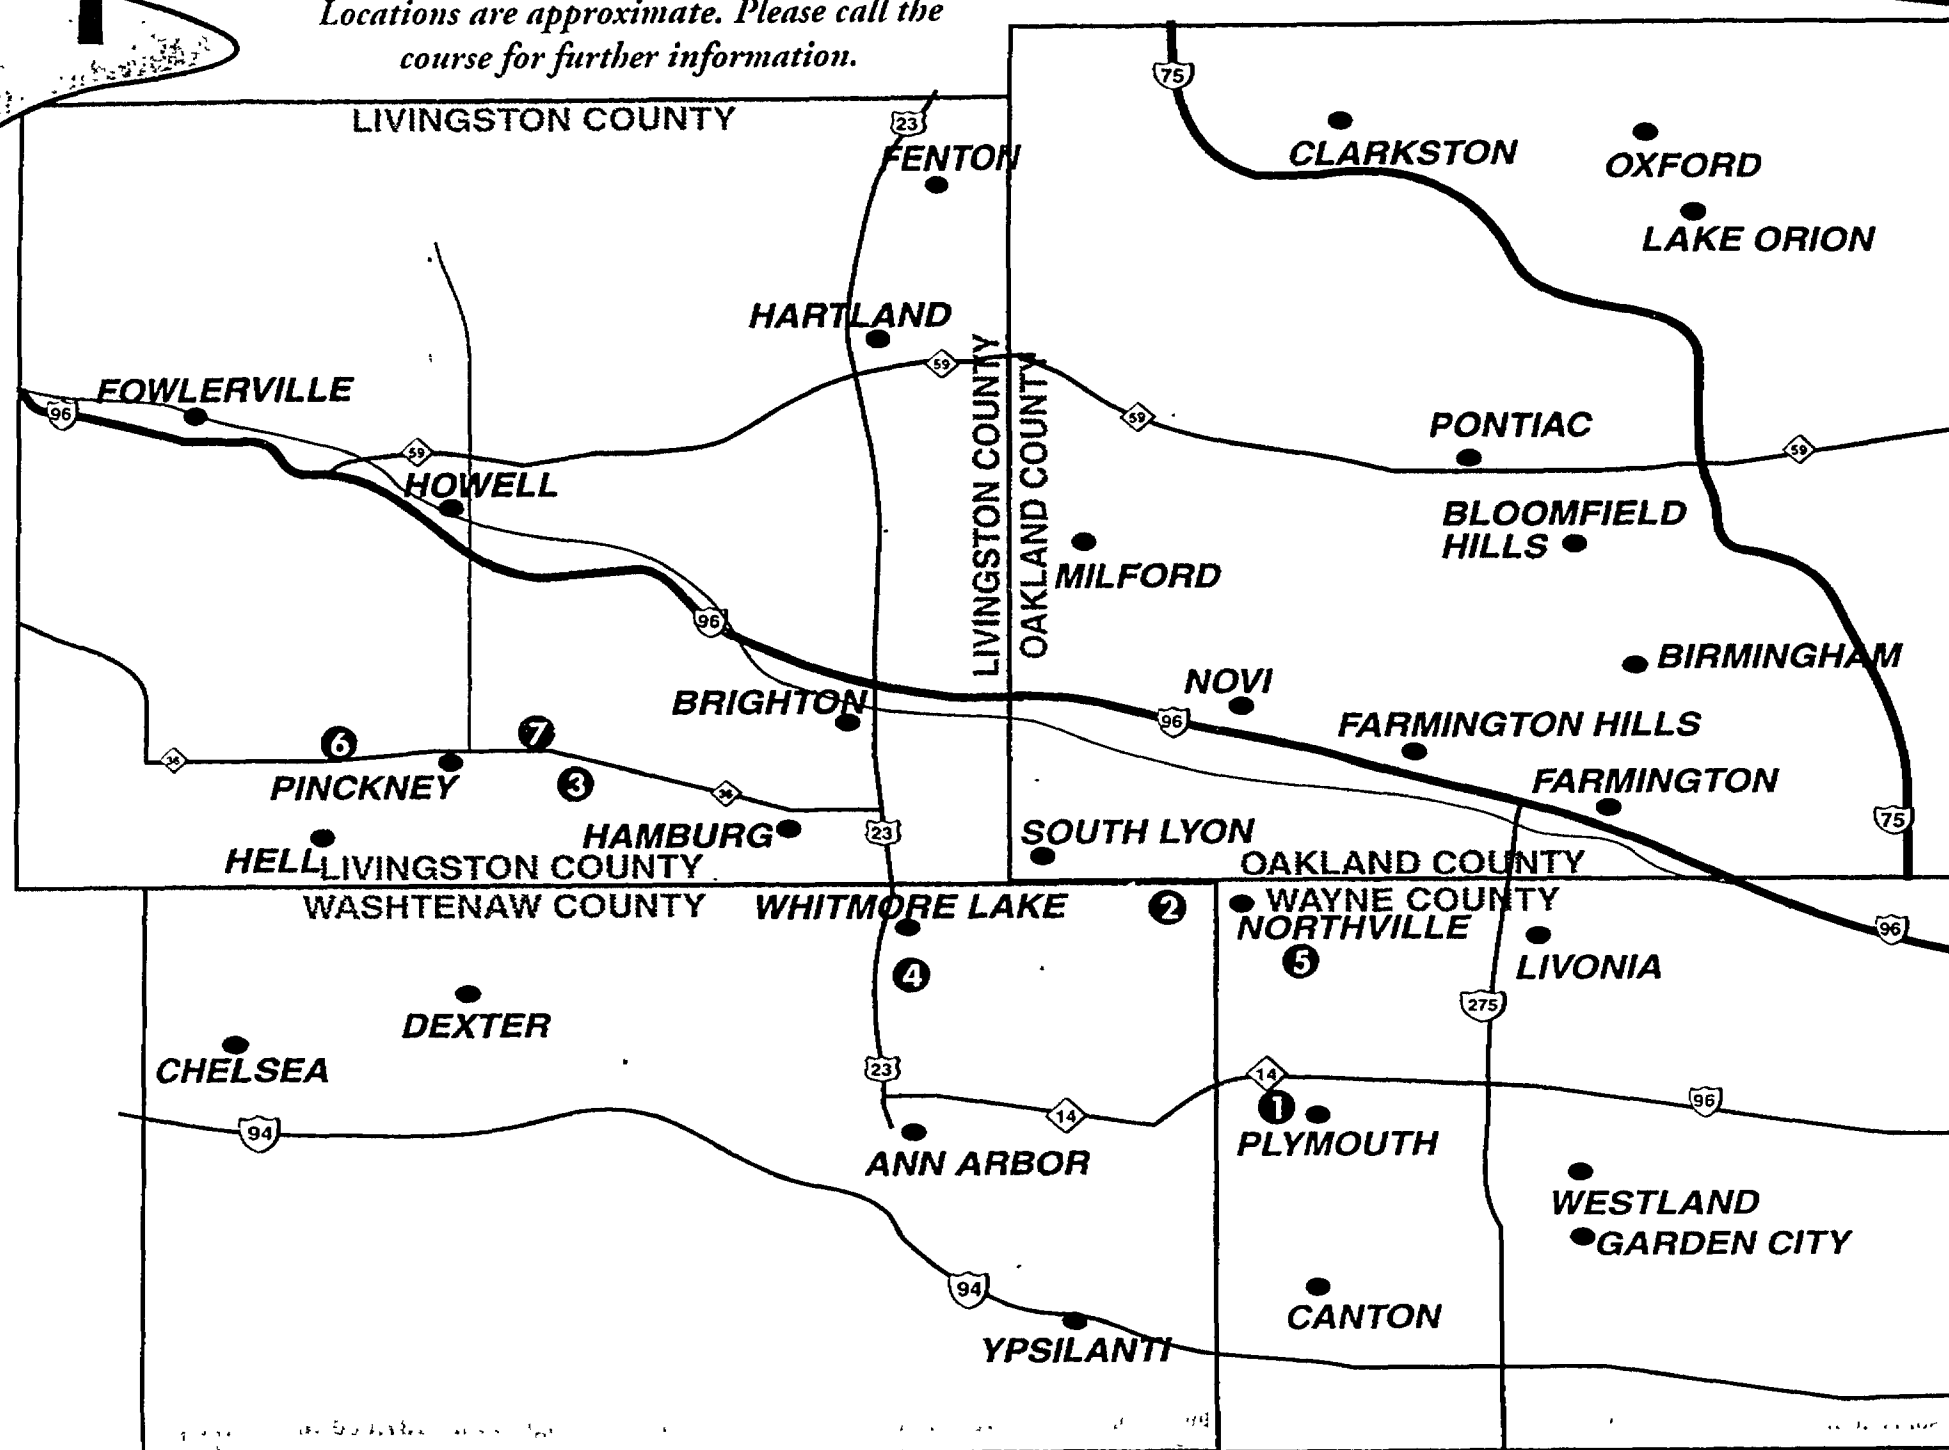 Locations are approximate. Please call the
course for further information.
75
LIVINGSTON COUNTY
23
FENTON
CLARKSTON
OXFORD
LAKE ORION
HARTLAND
59
LIVINGSTON COUNTY
OAKLAND COUNTY
FOWLERVILLE
96
59
59
PONTIAC
59
HOWELL
BLOOMFIELD
HILLS
MILFORD
96
BIRMINGHAM
NOVI
BRIGHTON
96
FARMINGTON HILLS
6
7
36
PINCKNEY
3
36
FARMINGTON
HAMBURG
23
SOUTH LYON
75
HELL
LIVINGSTON COUNTY
OAKLAND COUNTY
WASHTENAW COUNTY
WHITMORE LAKE
2
WAYNE COUNTY
NORTHVILLE
96
4
5
LIVONIA
DEXTER
275
CHELSEA
23
14
96
94
14
1
PLYMOUTH
ANN ARBOR
WESTLAND
GARDEN CITY
94
CANTON
YPSILANTI